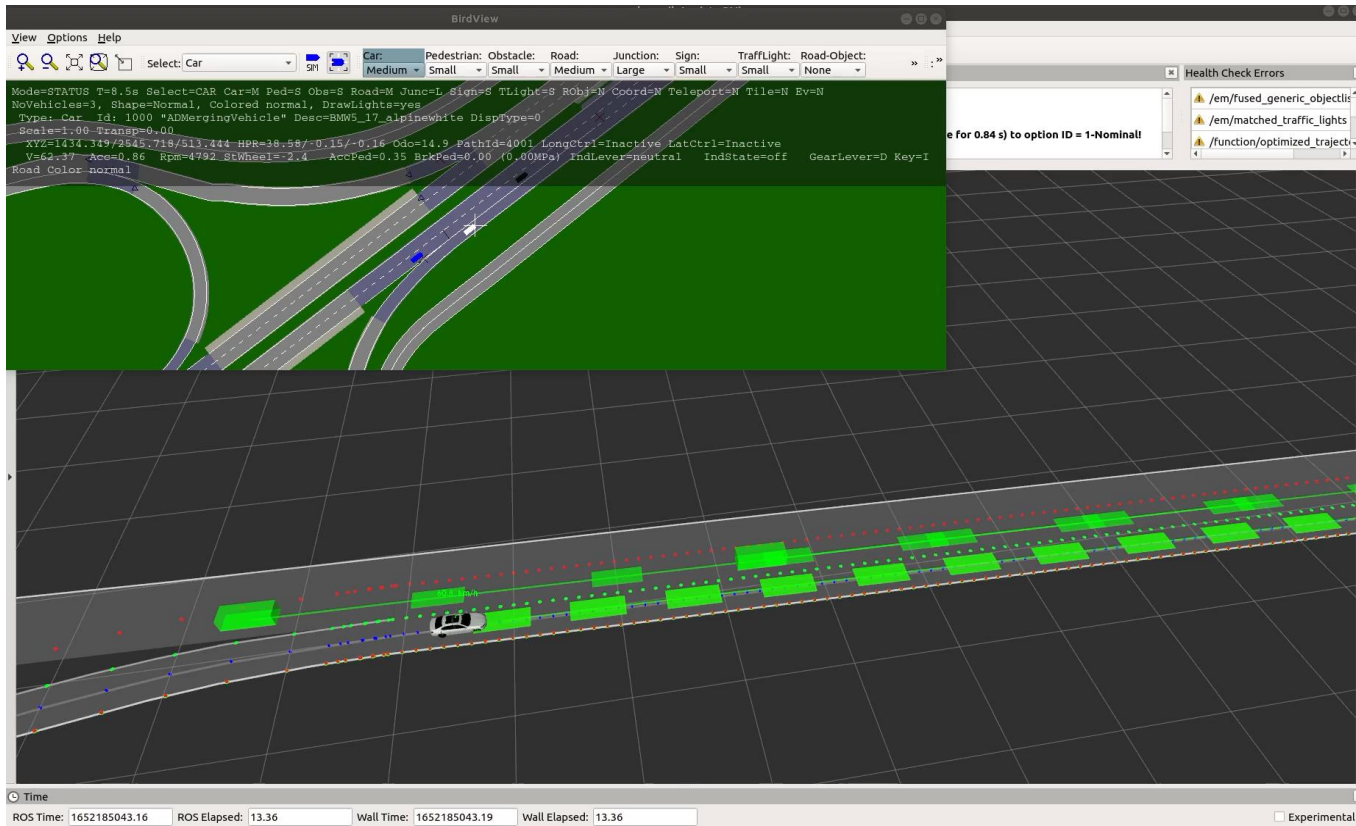 BirdView
View Options Help
Select: Car
SIM
Car: Pedestrian: Obstacle: Road: Junction: Sign: TraffLight: Road-Object:
Medium Small Small Medium Large Small Small None
» :»
Mode=STATUS T=8.5s Select=CAR Car=M Ped=S Obs=S Road=M Junc=L Sign=S TLight=S RObj=N Coord=N Teleport=N Tile=N Ev=N
NoVehicles=3, Shape=Normal, Colored normal, DrawLights=yes
Type: Car Id: 1000 "ADMergingVehicle" Desc=BMW5_17_alpinewhite DispType=0
Scale=1.00 Transp=0.00
XYZ=1434.349/2545.718/513.444 HPR=38.58/-0.15/-0.16 Odo=14.9 PathId=4001 LongCtrl=Inactive LatCtrl=Inactive
V=62.37 Acc=0.86 Rpm=4792 StWheel=-2.4 AccPed=0.35 BrkPed=0.00 (0.00MPa) IndLever=neutral IndState=off GearLever=D Key=I
Road Color normal
e for 0.84 s) to option ID = 1-Nominal!
Health Check Errors
/em/fused_generic_objectlis
/em/matched_traffic_lights
/function/optimized_traject
km/h
Time
ROS Time: 1652185043.16 ROS Elapsed: 13.36 Wall Time: 1652185043.19 Wall Elapsed: 13.36 Experimental